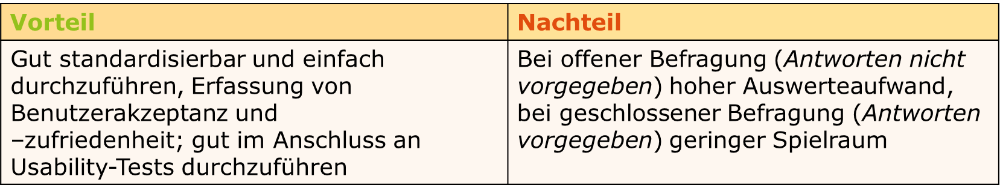 Vorteil
Nachteil
Gut standardisierbar und einfach
durchzuführen, Erfassung von
Benutzerakzeptanz und
–zufriedenheit; gut im Anschluss an
Usability-Tests durchzuführen
Bei offener Befragung (Antworten nicht
vorgegeben) hoher Auswerteaufwand,
bei geschlossener Befragung (Antworten
vorgegeben) geringer Spielraum